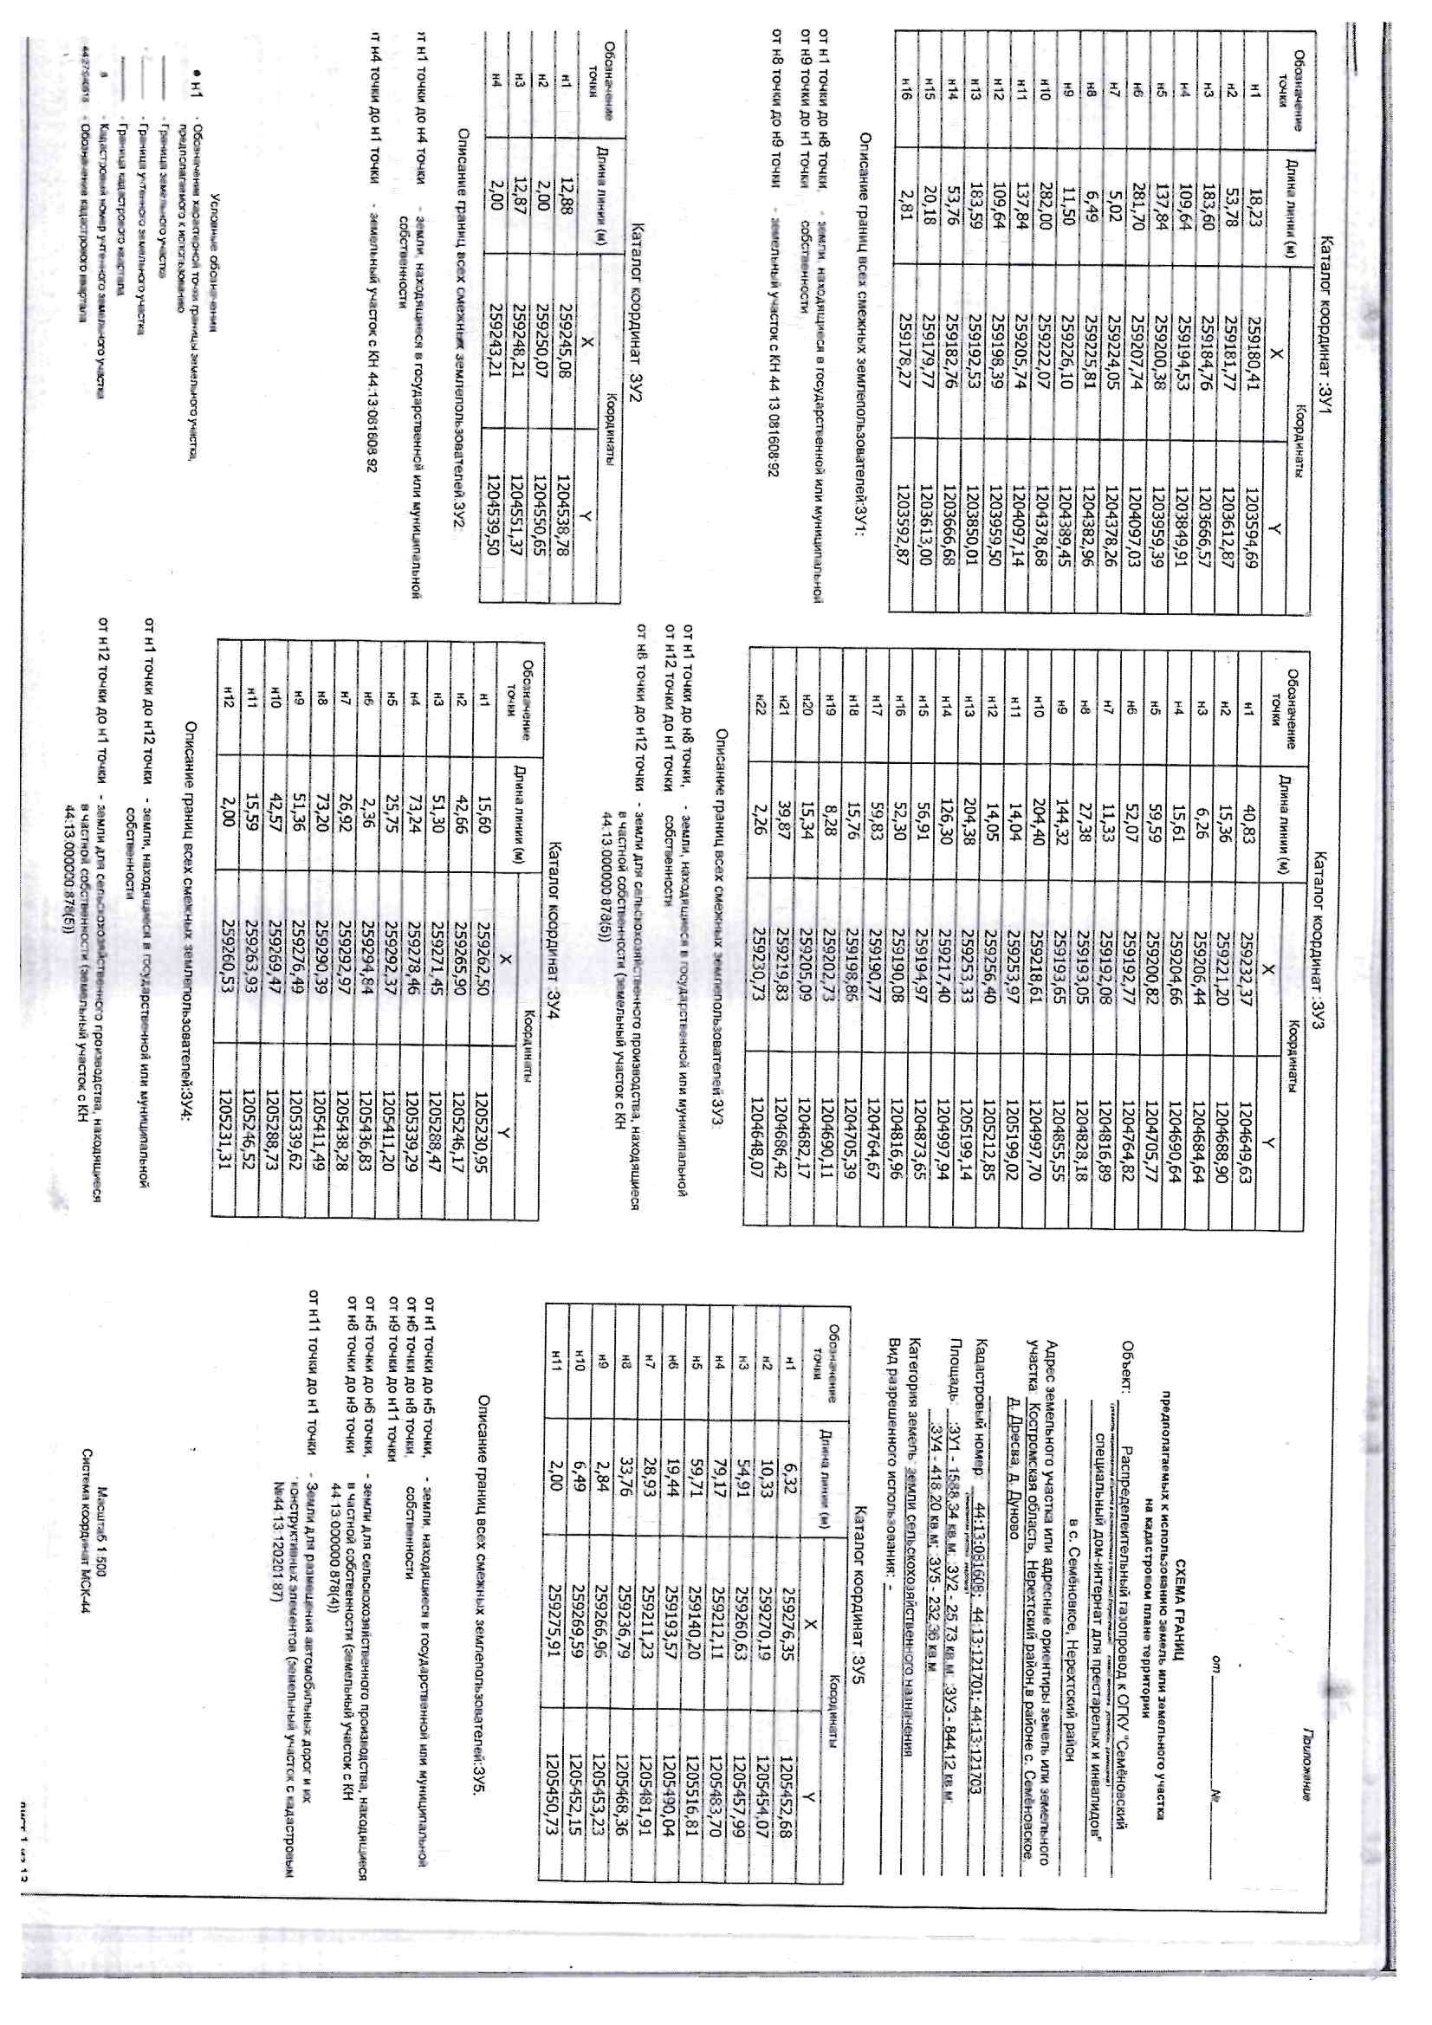 Приложение
от №
СХЕМА ГРАНИЦ
предполагаемых к использованию земель или земельного участка
на кадастровом плане территории
Объект: Распределительный газопровод к ОГКУ "Семёновский
специальный дом-интернат для престарелых и инвалидов"
в с. Семёновкое, Нерехтский район
Адрес земельного участка или адресные ориентиры земель или земельного
участка Костромская область, Нерехтский район,в районе с. Семёновское,
д. Дресва, д. Дуново
Кадастровый номер: 44:13:081608; 44:13:121701; 44:13:121703
Площадь: :ЗУ1 - 1588,34 кв.м; :ЗУ2 - 25,73 кв.м; :ЗУ3 - 844,12 кв.м;
:ЗУ4 - 418,20 кв.м; :ЗУ5 - 232,36 кв.м
Категория земель: земли сельскохозяйственного назначения
Вид разрешенного использования: -
Каталог координат :ЗУ1
Обозначение точки Длина линии (м) Координаты
X Y
н1 18,23 259180,41 1203594,69
н2 53,78 259181,77 1203612,87
н3 183,60 259184,76 1203666,57
н4 109,64 259194,53 1203849,91
н5 137,84 259200,38 1203959,39
н6 281,70 259207,74 1204097,03
н7 5,02 259224,05 1204378,26
н8 6,49 259225,81 1204382,96
н9 11,50 259226,10 1204389,45
н10 282,00 259222,07 1204378,68
н11 137,84 259205,74 1204097,14
н12 109,64 259198,39 1203959,50
н13 183,59 259192,53 1203850,01
н14 53,76 259182,76 1203666,68
н15 20,18 259179,77 1203613,00
н16 2,81 259178,27 1203592,87
Описание границ всех смежных землепользователей:ЗУ1:
от н1 точки до н8 точки, - земли, находящиеся в государственной или муниципальной
от н9 точки до н1 точки собственности
от н8 точки до н9 точки - земельный участок с КН 44:13:081608:92
Каталог координат :ЗУ2
Обозначение точки Длина линии (м) Координаты
X Y
н1 12,88 259245,08 1204538,78
н2 2,00 259250,07 1204550,65
н3 12,87 259248,21 1204551,37
н4 2,00 259243,21 1204539,50
Описание границ всех смежных землепользователей:ЗУ2:
от н1 точки до н4 точки - земли, находящиеся в государственной или муниципальной
собственности
от н4 точки до н1 точки - земельный участок с КН 44:13:081608:92
Условные обозначения
● н1 - Обозначение характерной точки границы земельного участка,
предполагаемого к использованию
- Граница земельного участка
- Граница учтенного земельного участка
- Граница кадастрового квартала
- Кадастровый номер учтенного земельного участка
- Обозначение кадастрового квартала
Каталог координат :ЗУ3
Обозначение точки Длина линии (м) Координаты
X Y
н1 40,83 259232,37 1204649,63
н2 15,36 259221,20 1204688,90
н3 6,26 259206,44 1204684,64
н4 15,61 259204,66 1204690,64
н5 59,59 259200,82 1204705,77
н6 52,07 259192,77 1204764,82
н7 11,33 259192,08 1204816,89
н8 27,38 259193,05 1204828,18
н9 144,32 259193,65 1204855,55
н10 204,40 259218,61 1204997,70
н11 14,04 259253,97 1205199,02
н12 14,05 259256,40 1205212,85
н13 204,38 259253,33 1205199,14
н14 126,30 259217,40 1204997,94
н15 56,91 259194,97 1204873,65
н16 52,30 259190,08 1204816,96
н17 59,83 259190,77 1204764,67
н18 15,76 259198,86 1204705,39
н19 8,28 259202,73 1204690,11
н20 15,34 259205,09 1204682,17
н21 39,87 259219,83 1204686,42
н22 2,26 259230,73 1204648,07
Описание границ всех смежных землепользователей:ЗУ3:
от н1 точки до н8 точки, - земли, находящиеся в государственной или муниципальной
от н12 точки до н1 точки собственности
от н8 точки до н12 точки - земли для сельскохозяйственного производства, находящиеся
в частной собственности (земельный участок с КН
44:13:000000:878(5))
Каталог координат :ЗУ4
Обозначение точки Длина линии (м) Координаты
X Y
н1 15,60 259262,50 1205230,95
н2 42,66 259265,90 1205246,17
н3 51,30 259271,45 1205288,47
н4 73,24 259278,46 1205339,29
н5 25,75 259292,37 1205411,20
н6 2,36 259294,84 1205436,83
н7 26,92 259292,97 1205438,28
н8 73,20 259290,39 1205411,49
н9 51,36 259276,49 1205339,62
н10 42,57 259269,47 1205288,73
н11 15,59 259263,93 1205246,52
н12 2,00 259260,53 1205231,31
Описание границ всех смежных землепользователей:ЗУ4:
от н1 точки до н12 точки - земли, находящиеся в государственной или муниципальной
собственности
от н12 точки до н1 точки - земли для сельскохозяйственного производства, находящиеся
в частной собственности (земельный участок с КН
44:13:000000:878(5))
Каталог координат :ЗУ5
Обозначение точки Длина линии (м) Координаты
X Y
н1 6,32 259276,35 1205452,68
н2 10,33 259270,19 1205454,07
н3 54,91 259260,63 1205457,99
н4 79,17 259212,11 1205483,70
н5 59,71 259140,20 1205516,81
н6 19,44 259193,57 1205490,04
н7 28,93 259211,23 1205481,91
н8 33,76 259236,79 1205468,36
н9 2,84 259266,96 1205453,23
н10 6,49 259269,59 1205452,15
н11 2,00 259275,91 1205450,73
Описание границ всех смежных землепользователей:ЗУ5:
от н1 точки до н5 точки, - земли, находящиеся в государственной или муниципальной
от н6 точки до н8 точки, собственности
от н9 точки до н11 точки
от н5 точки до н6 точки, - земли для сельскохозяйственного производства, находящиеся
от н8 точки до н9 точки в частной собственности (земельный участок с КН
44:13:000000:878(4))
от н11 точки до н1 точки - Земли для размещения автомобильных дорог и их
конструктивных элементов (земельный участок с кадастровым
№44:13:120201:87)
Масштаб 1:500
Система координат МСК-44